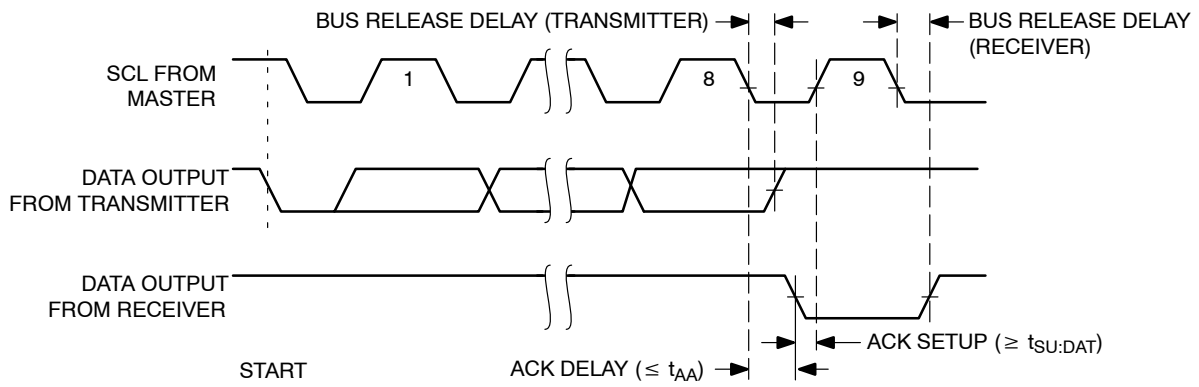 BUS RELEASE DELAY (TRANSMITTER)
BUS RELEASE DELAY
(RECEIVER)
SCL FROM
MASTER
1
8
9
DATA OUTPUT
FROM TRANSMITTER
DATA OUTPUT
FROM RECEIVER
ACK SETUP (≥ tSU:DAT)
START
ACK DELAY (≤ tAA)